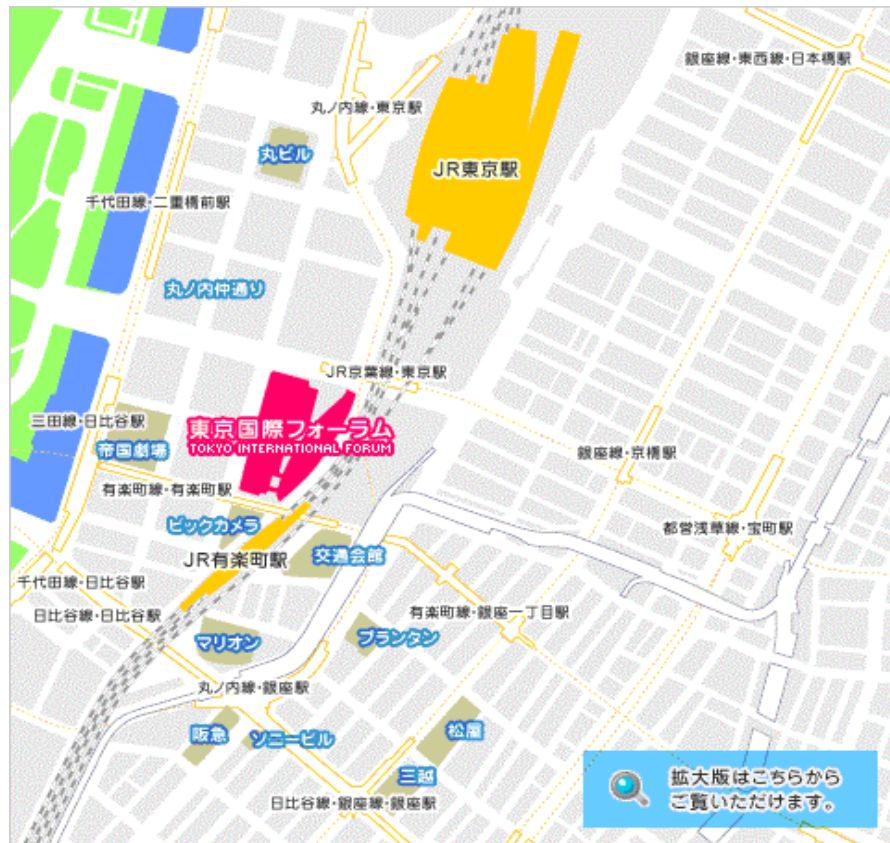 銀座線・東西線・日本橋駅
丸ノ内線・東京駅
丸ビル
JR東京駅
千代田線・二重橋前駅
丸ノ内仲通り
JR京葉線・東京駅
三田線・日比谷駅
東京国際フォーラム
TOKYO INTERNATIONAL FORUM
帝国劇場
銀座線・京橋駅
有楽町線・有楽町駅
ビックカメラ
都営浅草線・宝町駅
JR有楽町駅
交通会館
千代田線・日比谷駅
日比谷線・日比谷駅
有楽町線・銀座一丁目駅
マリオン
プランタン
丸ノ内線・銀座駅
阪急
ソニービル
松屋
三越
日比谷線・銀座線・銀座駅
拡大版はこちらから
ご覧いただけます。